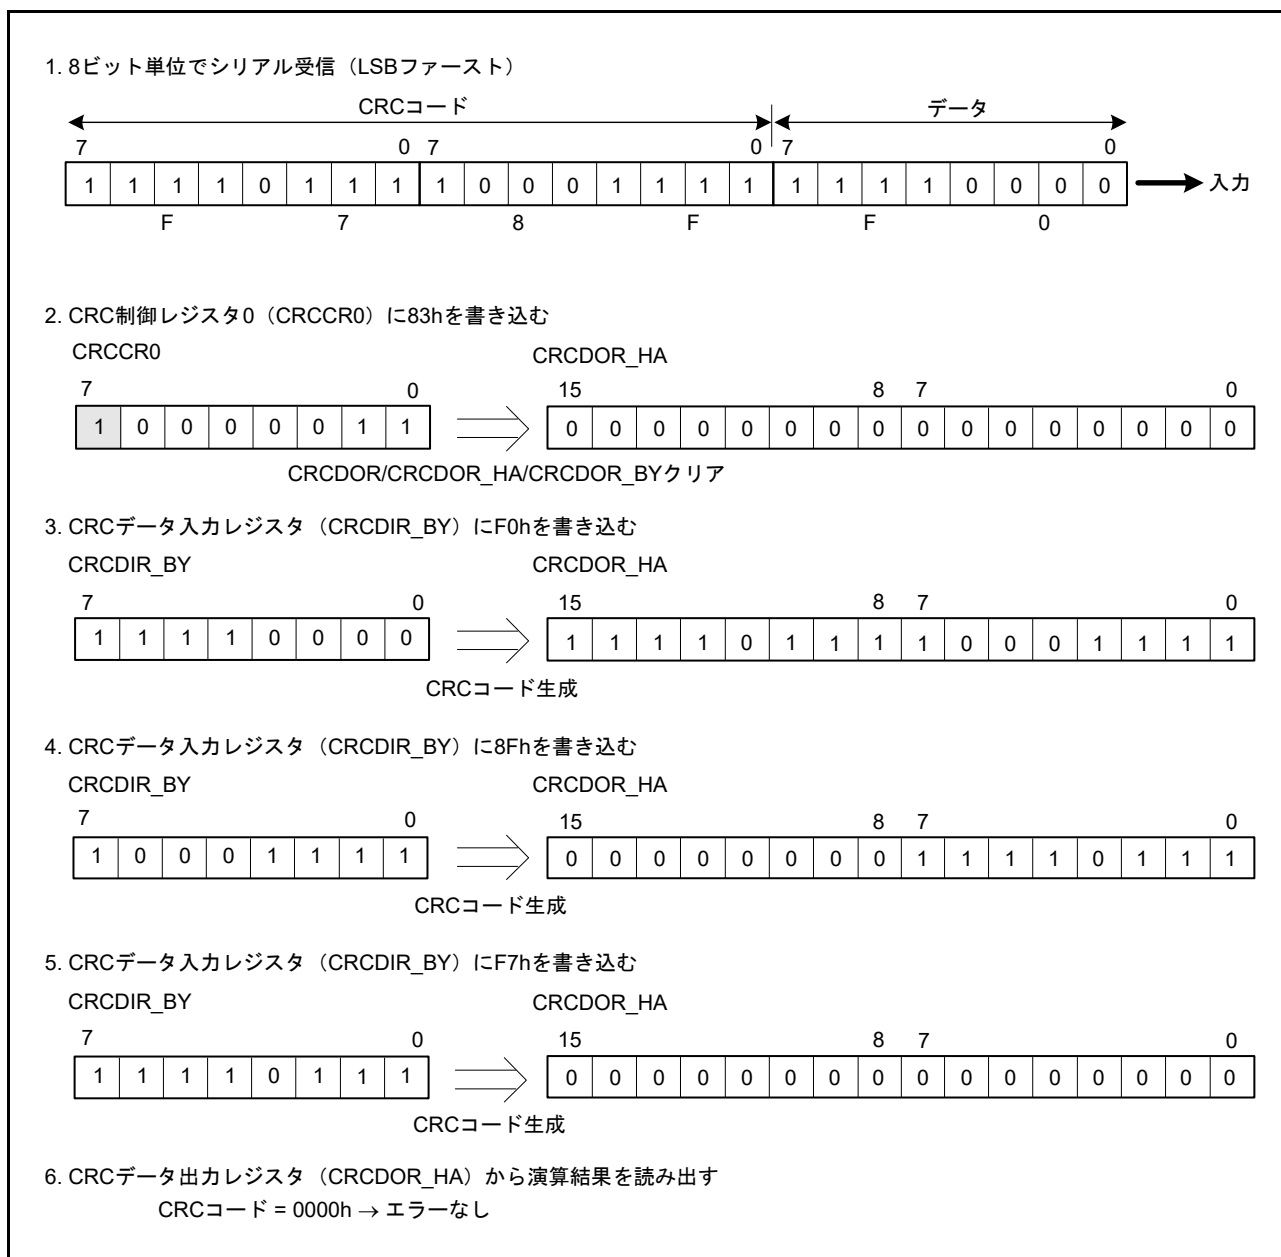 1. 8ビット単位でシリアル受信（LSBファースト）
CRCコード データ
7 0 7 0 7 0
1 1 1 1 0 1 1 1 1 0 0 0 1 1 1 1 1 1 1 1 0 0 0 0 入力
F 7 8 F F 0
2. CRC制御レジスタ0（CRCCR0）に83hを書き込む
CRCCR0 CRCDOR_HA
7 0 15 8 7 0
1 0 0 0 0 0 1 1 0 0 0 0 0 0 0 0 0 0 0 0 0 0 0 0
CRCDOR/CRCDOR_HA/CRCDOR_BYクリア
3. CRCデータ入力レジスタ（CRCDIR_BY）にF0hを書き込む
CRCDIR_BY CRCDOR_HA
7 0 15 8 7 0
1 1 1 1 0 0 0 0 1 1 1 1 0 1 1 1 1 0 0 0 1 1 1 1
CRCコード生成
4. CRCデータ入力レジスタ（CRCDIR_BY）に8Fhを書き込む
CRCDIR_BY CRCDOR_HA
7 0 15 8 7 0
1 0 0 0 1 1 1 1 0 0 0 0 0 0 0 0 1 1 1 1 0 1 1 1
CRCコード生成
5. CRCデータ入力レジスタ（CRCDIR_BY）にF7hを書き込む
CRCDIR_BY CRCDOR_HA
7 0 15 8 7 0
1 1 1 1 0 1 1 1 0 0 0 0 0 0 0 0 0 0 0 0 0 0 0 0
CRCコード生成
6. CRCデータ出力レジスタ（CRCDOR_HA）から演算結果を読み出す
CRCコード = 0000h → エラーなし